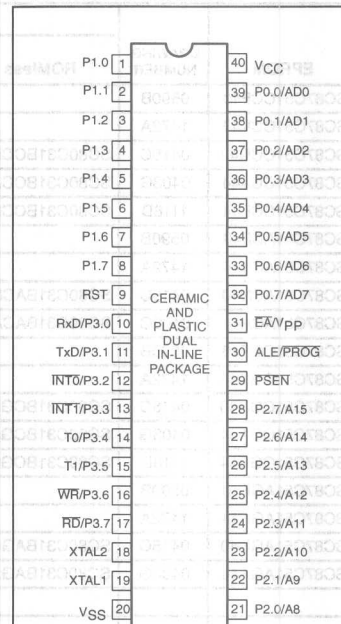 P1.0 1 40 VCC
P1.1 2 39 P0.0/AD0
P1.2 3 38 P0.1/AD1
P1.3 4 37 P0.2/AD2
P1.4 5 36 P0.3/AD3
P1.5 6 35 P0.4/AD4
P1.6 7 34 P0.5/AD5
P1.7 8 33 P0.6/AD6
RST 9 32 P0.7/AD7
RxD/P3.0 10 31 EA/VPP
TxD/P3.1 11 30 ALE/PROG
INT0/P3.2 12 29 PSEN
INT1/P3.3 13 28 P2.7/A15
T0/P3.4 14 27 P2.6/A14
T1/P3.5 15 26 P2.5/A13
WR/P3.6 16 25 P2.4/A12
RD/P3.7 17 24 P2.3/A11
XTAL2 18 23 P2.2/A10
XTAL1 19 22 P2.1/A9
VSS 20 21 P2.0/A8
CERAMIC
AND
PLASTIC
DUAL
IN-LINE
PACKAGE